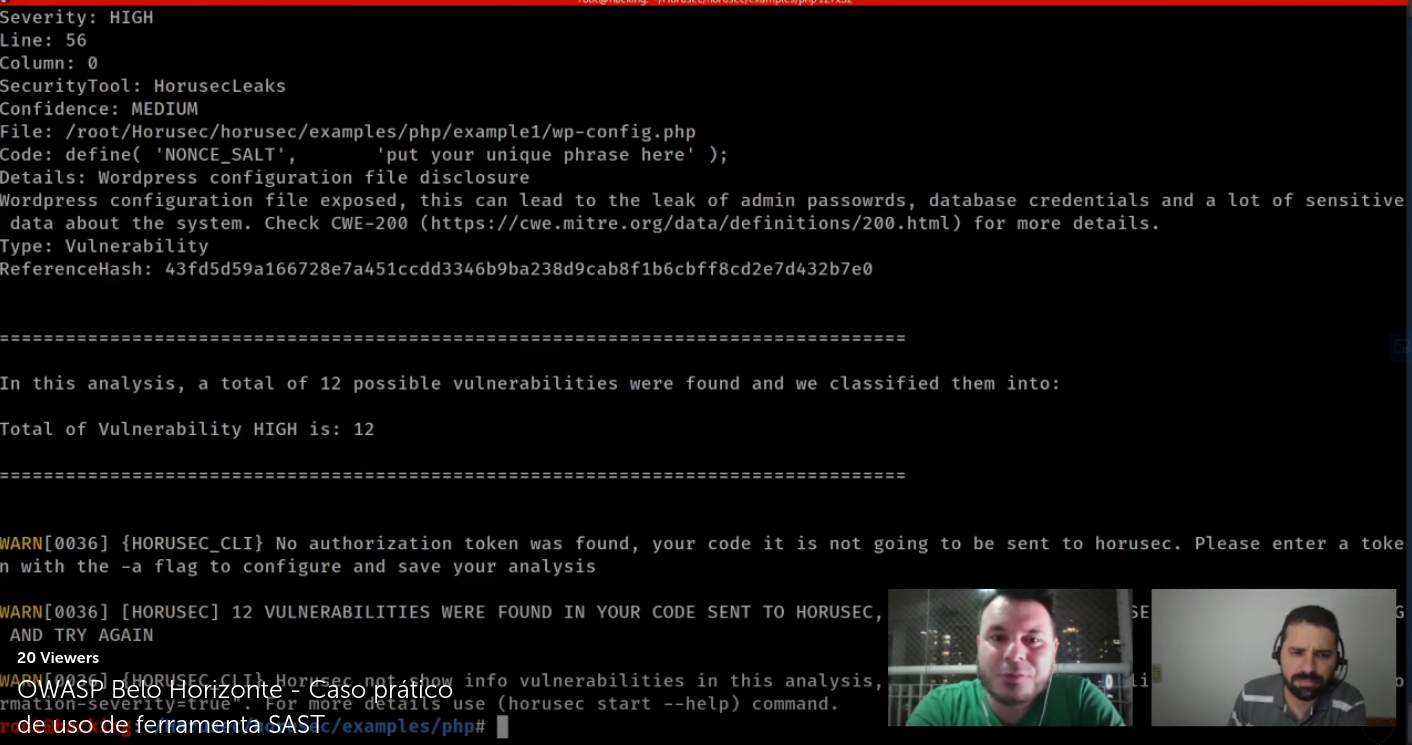 root@hacking: ~/Horusec/horusec/examples/php 127x32
Severity: HIGH
Line: 56
Column: 0
SecurityTool: HorusecLeaks
Confidence: MEDIUM
File: /root/Horusec/horusec/examples/php/example1/wp-config.php
Code: define( 'NONCE_SALT',       'put your unique phrase here' );
Details: Wordpress configuration file disclosure
Wordpress configuration file exposed, this can lead to the leak of admin passowrds, database credentials and a lot of sensitive
data about the system. Check CWE-200 (https://cwe.mitre.org/data/definitions/200.html) for more details.
Type: Vulnerability
ReferenceHash: 43fd5d59a166728e7a451ccdd3346b9ba238d9cab8f1b6cbff8cd2e7d432b7e0
==================================================================================
In this analysis, a total of 12 possible vulnerabilities were found and we classified them into:
Total of Vulnerability HIGH is: 12
==================================================================================
WARN[0036] {HORUSEC_CLI} No authorization token was found, your code it is not going to be sent to horusec. Please enter a toke
n with the -a flag to configure and save your analysis
WARN[0036] [HORUSEC] 12 VULNERABILITIES WERE FOUND IN YOUR CODE SENT TO HORUSEC,
AND TRY AGAIN
20 Viewers
WARN[0036] {HORUSEC_CLI} Horusec not show info vulnerabilities in this analysis,
OWASP Belo Horizonte - Caso prático
rmation-severity=true". For more details use (horusec start --help) command.
de uso de ferramenta SAST
root@hacking:~/Horusec/horusec/examples/php#